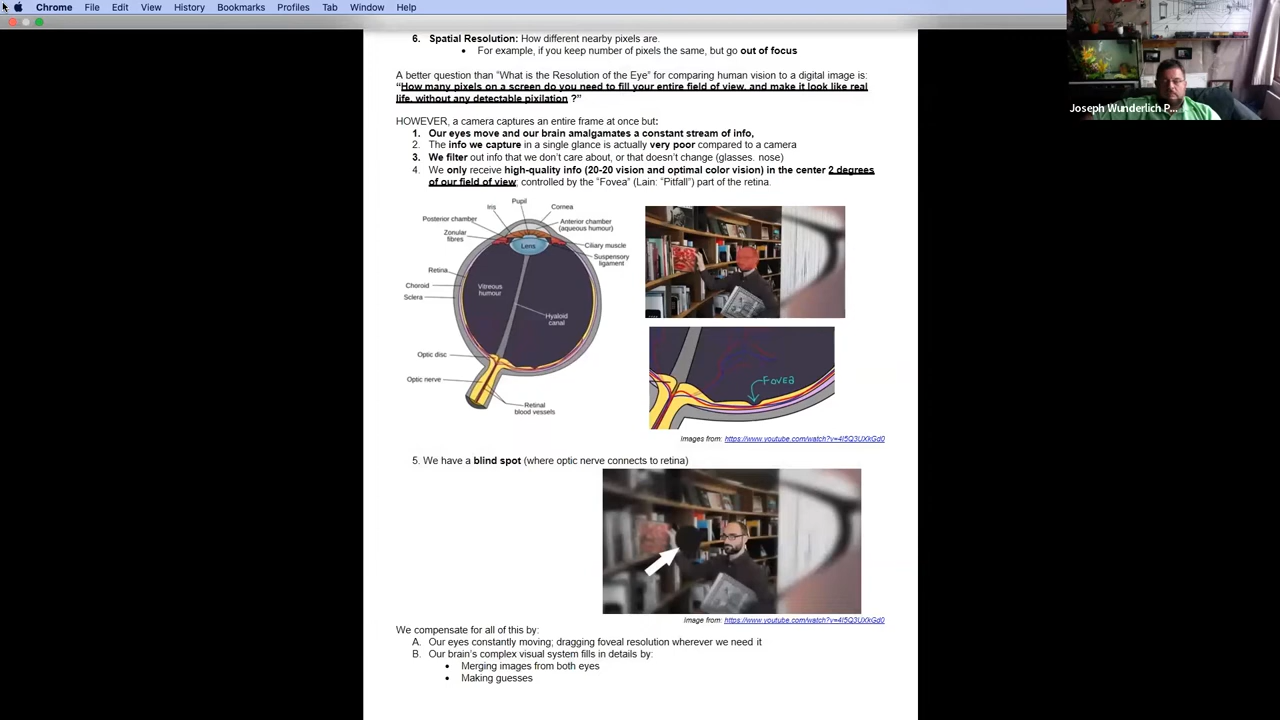 Chrome File Edit View History Bookmarks Profiles Tab Window Help
Joseph Wunderlich P...
6. Spatial Resolution: How different nearby pixels are.
• For example, if you keep number of pixels the same, but go out of focus
A better question than "What is the Resolution of the Eye" for comparing human vision to a digital image is:
"How many pixels on a screen do you need to fill your entire field of view, and make it look like real
life, without any detectable pixilation ?"
HOWEVER, a camera captures an entire frame at once but:
1. Our eyes move and our brain amalgamates a constant stream of info,
2. The info we capture in a single glance is actually very poor compared to a camera
3. We filter out info that we don't care about, or that doesn't change (glasses. nose)
4. We only receive high-quality info (20-20 vision and optimal color vision) in the center 2 degrees
of our field of view, controlled by the "Fovea" (Lain: "Pitfall") part of the retina.
Pupil
Iris
Cornea
Posterior chamber
Anterior chamber
(aqueous humour)
Zonular
fibres
Lens
Ciliary muscle
Suspensory
ligament
Retina
Choroid
Sclera
Vitreous
humour
Hyaloid
canal
Optic disc
Optic nerve
Retinal
blood vessels
Fovea
Images from: https://www.youtube.com/watch?v=4I5Q3UXkGd0
5. We have a blind spot (where optic nerve connects to retina)
Image from: https://www.youtube.com/watch?v=4I5Q3UXkGd0
We compensate for all of this by:
A. Our eyes constantly moving; dragging foveal resolution wherever we need it
B. Our brain's complex visual system fills in details by:
• Merging images from both eyes
• Making guesses